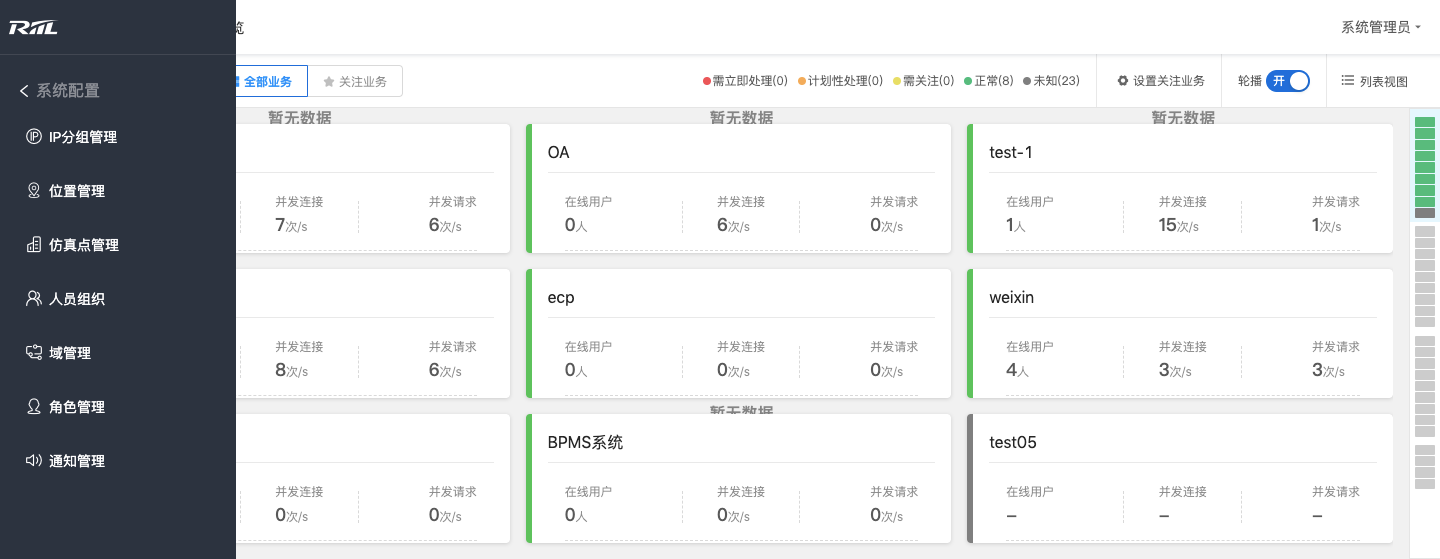 RIIL
览
系统管理员
系统配置
IP分组管理
位置管理
仿真点管理
人员组织
域管理
角色管理
通知管理
全部业务
关注业务
需立即处理(0)
计划性处理(0)
需关注(0)
正常(8)
未知(23)
设置关注业务
轮播
开
列表视图
暂无数据
暂无数据
暂无数据
并发连接
并发请求
7次/s
6次/s
OA
在线用户
并发连接
并发请求
0人
6次/s
0次/s
test-1
在线用户
并发连接
并发请求
1人
15次/s
1次/s
并发连接
并发请求
8次/s
6次/s
ecp
在线用户
并发连接
并发请求
0人
0次/s
0次/s
weixin
在线用户
并发连接
并发请求
4人
3次/s
3次/s
暂无数据
并发连接
并发请求
0次/s
0次/s
BPMS系统
在线用户
并发连接
并发请求
0人
0次/s
0次/s
test05
在线用户
并发连接
并发请求
–
–
–